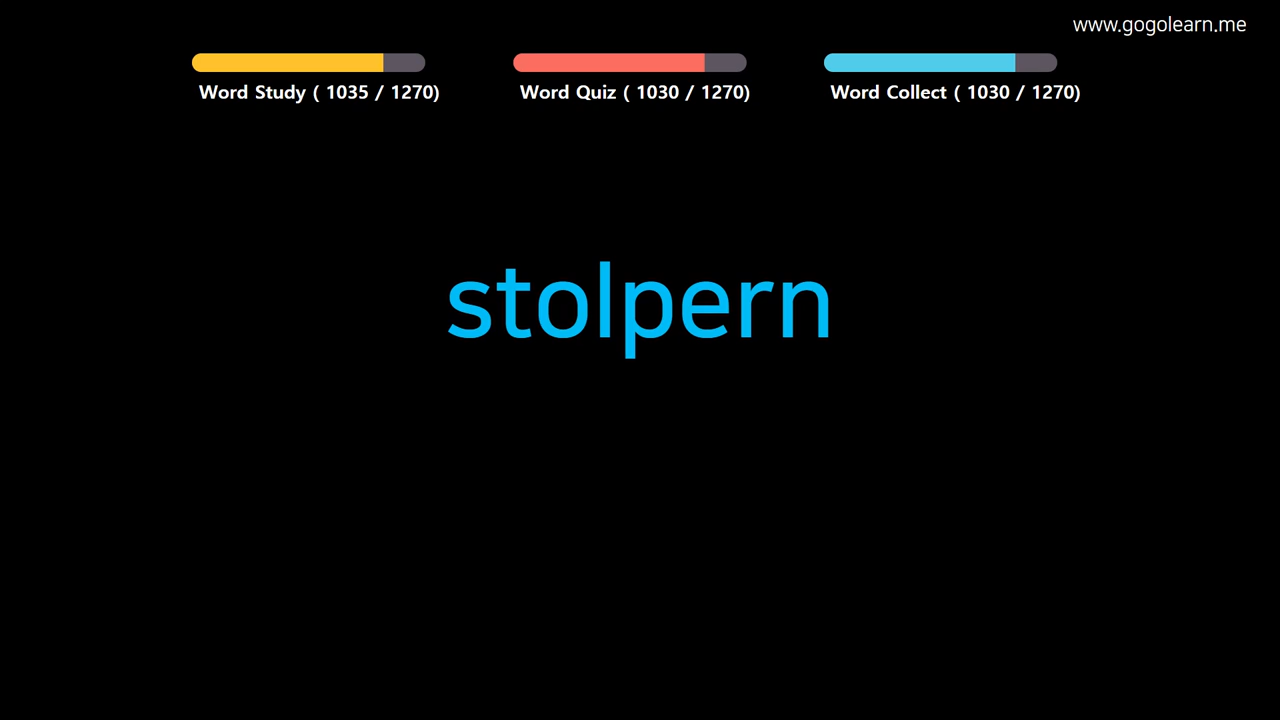 www.gogolearn.me
Word Study ( 1035 / 1270)
Word Quiz ( 1030 / 1270)
Word Collect ( 1030 / 1270)
stolpern